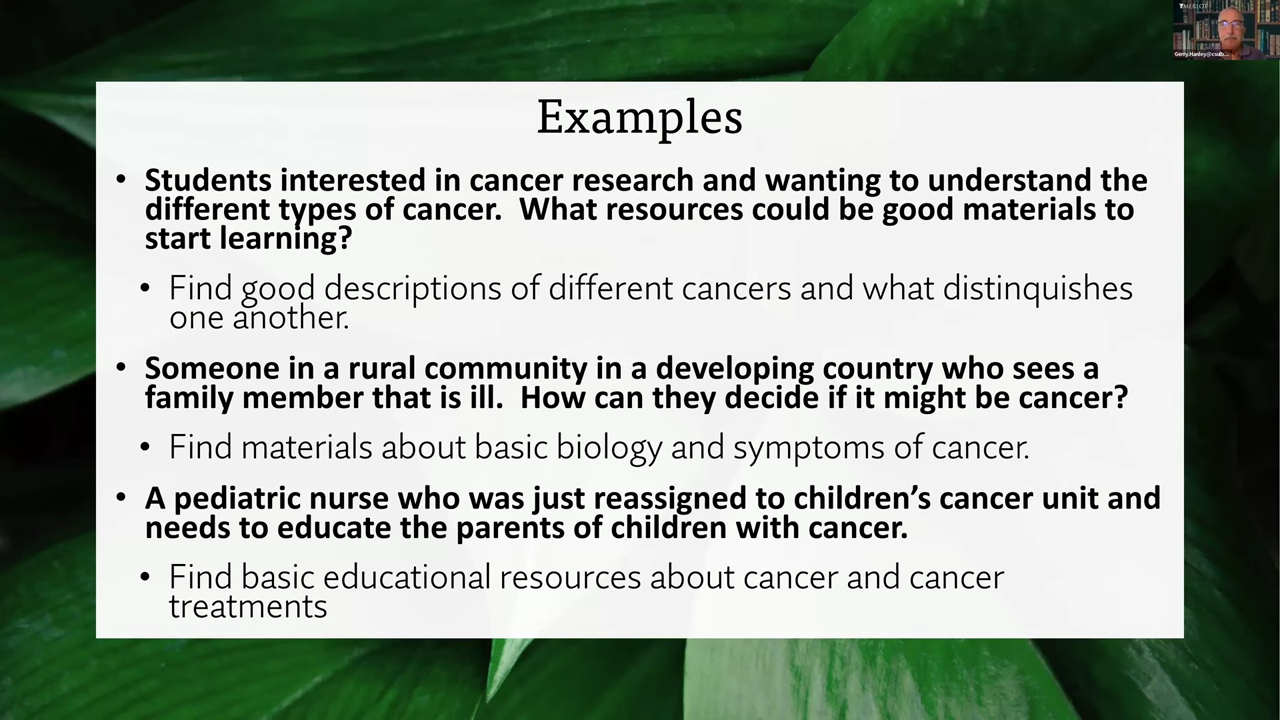 MERLOT
Gerry.Hanley@csulb...
Examples
• Students interested in cancer research and wanting to understand the
different types of cancer.  What resources could be good materials to
start learning?
• Find good descriptions of different cancers and what distinquishes
one another.
• Someone in a rural community in a developing country who sees a
family member that is ill.  How can they decide if it might be cancer?
• Find materials about basic biology and symptoms of cancer.
• A pediatric nurse who was just reassigned to children’s cancer unit and
needs to educate the parents of children with cancer.
• Find basic educational resources about cancer and cancer
treatments